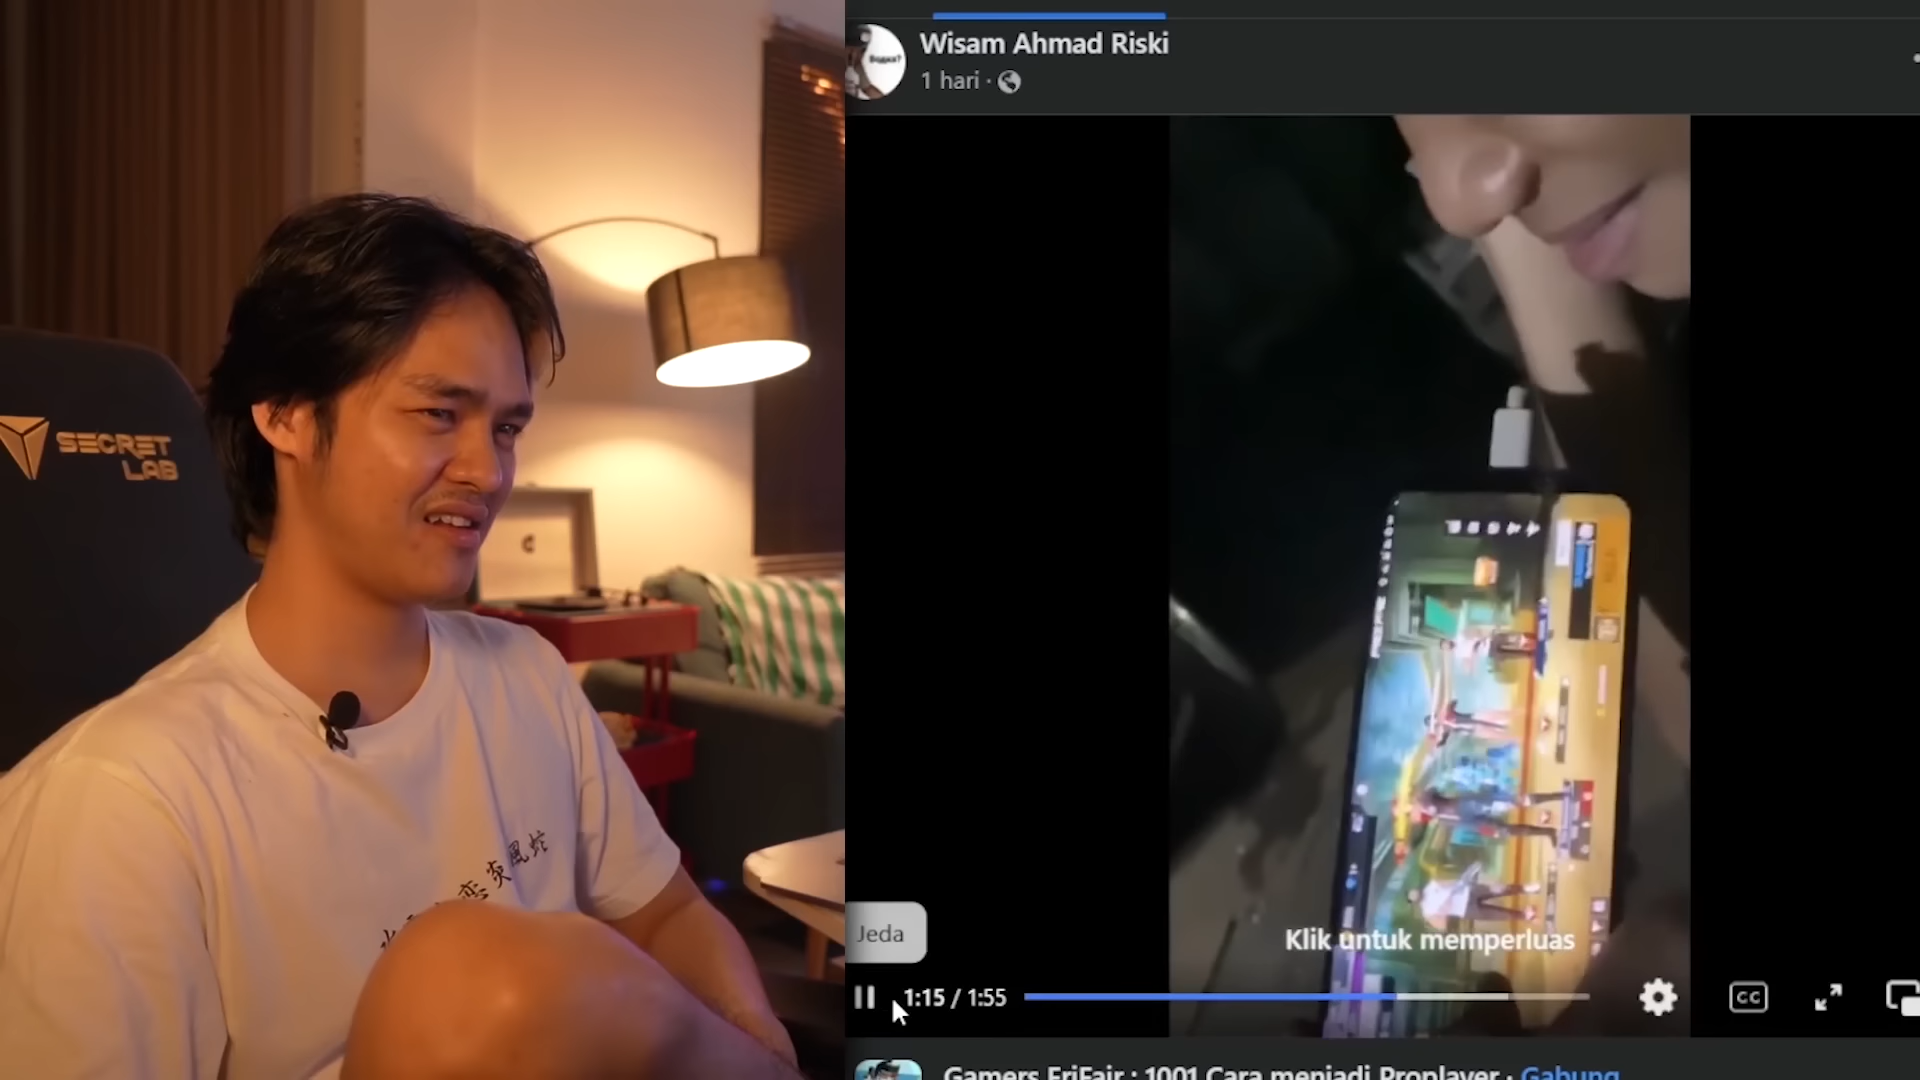 Wisam Ahmad Riski
1 hari ·
SECRET
LAB
Jeda
Klik untuk memperluas
1:15 / 1:55
CC
Gamers FriFair : 1001 Cara menjadi Proplayer · Gabung